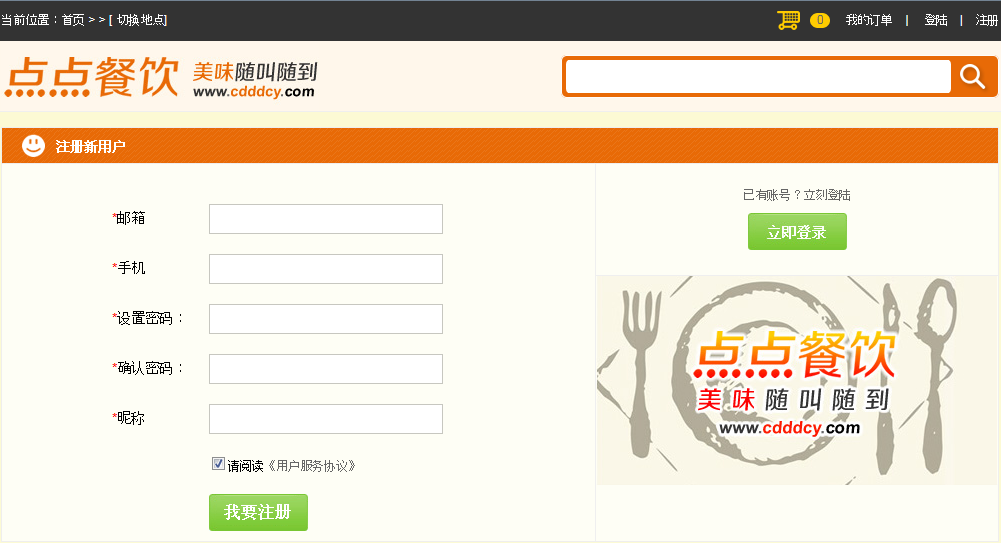 当前位置：首页 > > [ 切换地点]
0 我的订单 | 登陆 | 注册
点点餐饮 美味随叫随到
www.cdddcy.com
注册新用户
已有账号？立刻登陆
立即登录
*邮箱
*手机
*设置密码：
*确认密码：
*昵称
请阅读《用户服务协议》
我要注册
点点餐饮
美味随叫随到
www.cdddcy.com